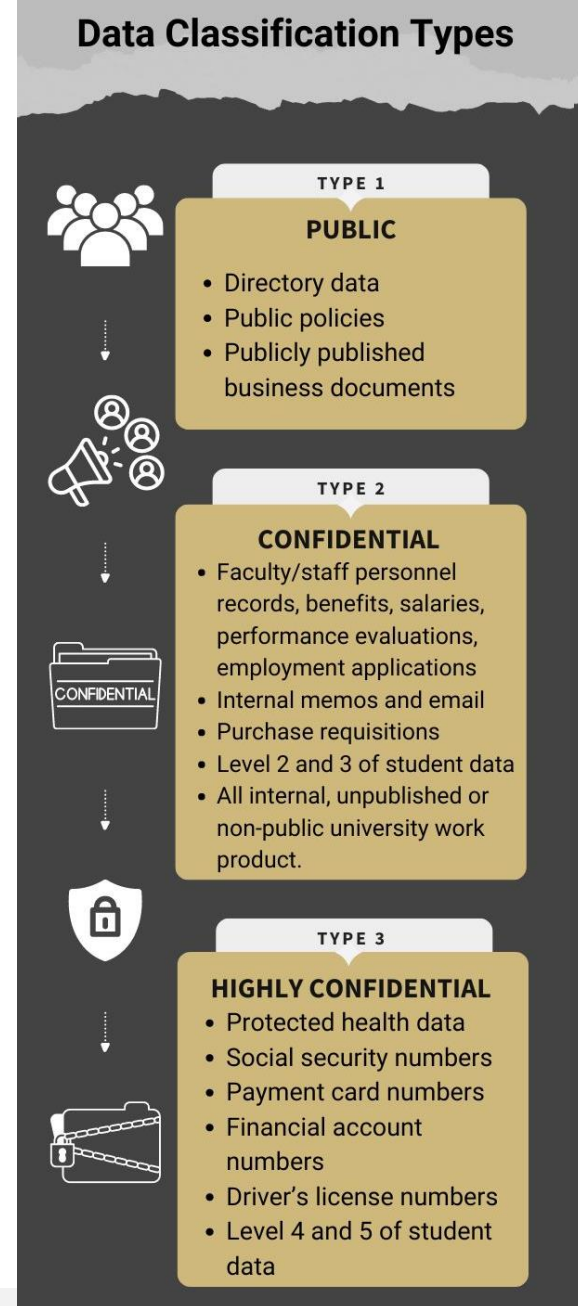 Data Classification Types
TYPE 1
PUBLIC
• Directory data
• Public policies
• Publicly published
business documents
TYPE 2
CONFIDENTIAL
• Faculty/staff personnel
records, benefits, salaries,
performance evaluations,
employment applications
• Internal memos and email
• Purchase requisitions
• Level 2 and 3 of student data
• All internal, unpublished or
non-public university work
product.
CONFIDENTIAL
TYPE 3
HIGHLY CONFIDENTIAL
• Protected health data
• Social security numbers
• Payment card numbers
• Financial account
numbers
• Driver’s license numbers
• Level 4 and 5 of student
data